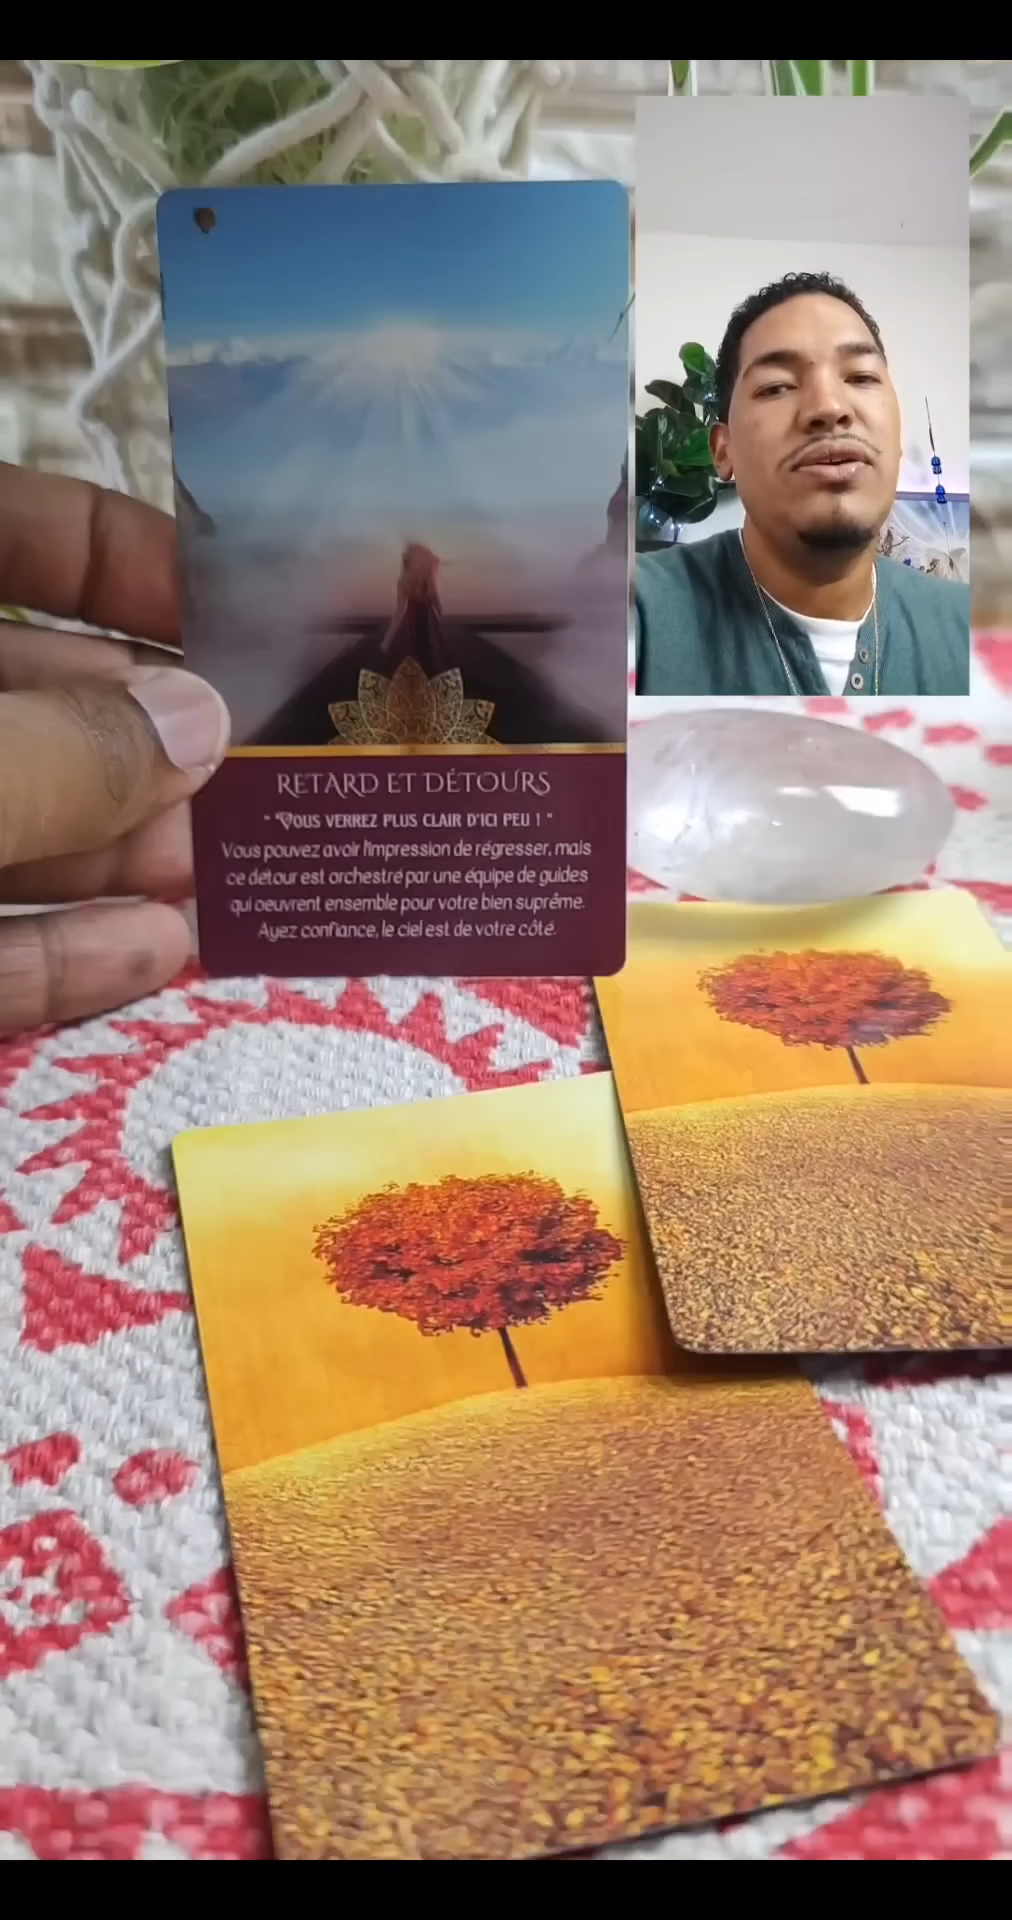 RETARD ET DÉTOURS
" VOUS VERREZ PLUS CLAIR D'ICI PEU ! "
Vous pouvez avoir l'impression de régresser, mais
ce détour est orchestré par une équipe de guides
qui oeuvrent ensemble pour votre bien suprême.
Ayez confiance, le ciel est de votre côté.